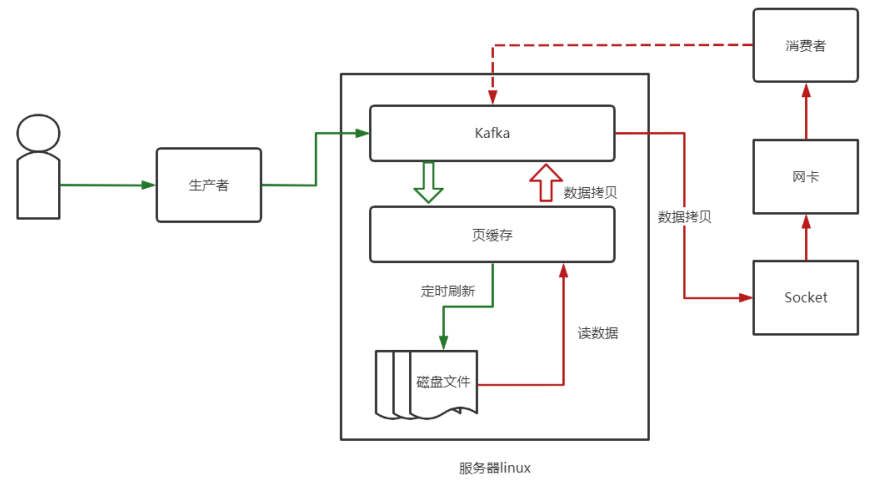 消费者
Kafka
网卡
生产者
数据拷贝
数据拷贝
页缓存
定时刷新
Socket
读数据
磁盘文件
服务器linux